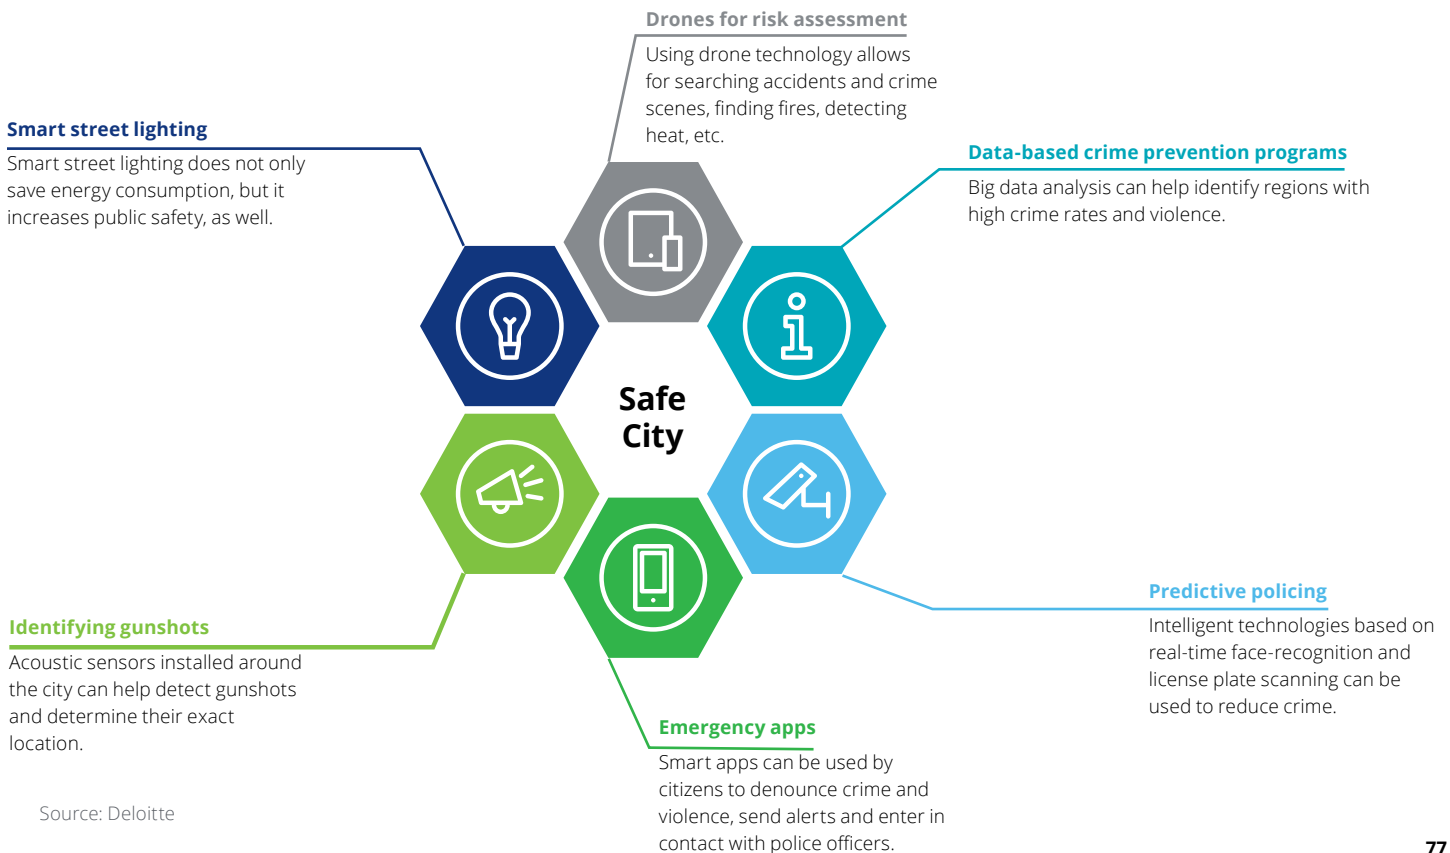 Drones for risk assessment
Using drone technology allows
for searching accidents and crime
scenes, finding fires, detecting
heat, etc.
Smart street lighting
Smart street lighting does not only
save energy consumption, but it
increases public safety, as well.
Data-based crime prevention programs
Big data analysis can help identify regions with
high crime rates and violence.
Safe
City
Identifying gunshots
Acoustic sensors installed around
the city can help detect gunshots
and determine their exact
location.
Predictive policing
Intelligent technologies based on
real-time face-recognition and
license plate scanning can be
used to reduce crime.
Emergency apps
Smart apps can be used by
citizens to denounce crime and
violence, send alerts and enter in
contact with police officers.
Source: Deloitte
77